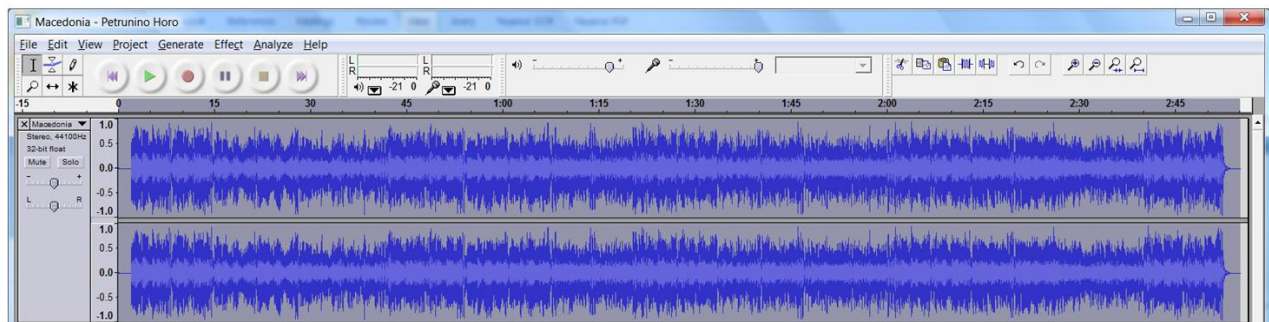 Macedonia - Petrunino Horo
File Edit View Project Generate Effect Analyze Help
L
R
-21 0
L
R
-21 0
- +
- +
-15 0 15 30 45 1:00 1:15 1:30 1:45 2:00 2:15 2:30 2:45
X Macedonia
Stereo, 44100Hz
32-bit float
Mute Solo
- +
L R
1.0
0.5
0.0
-0.5
-1.0
1.0
0.5
0.0
-0.5
-1.0